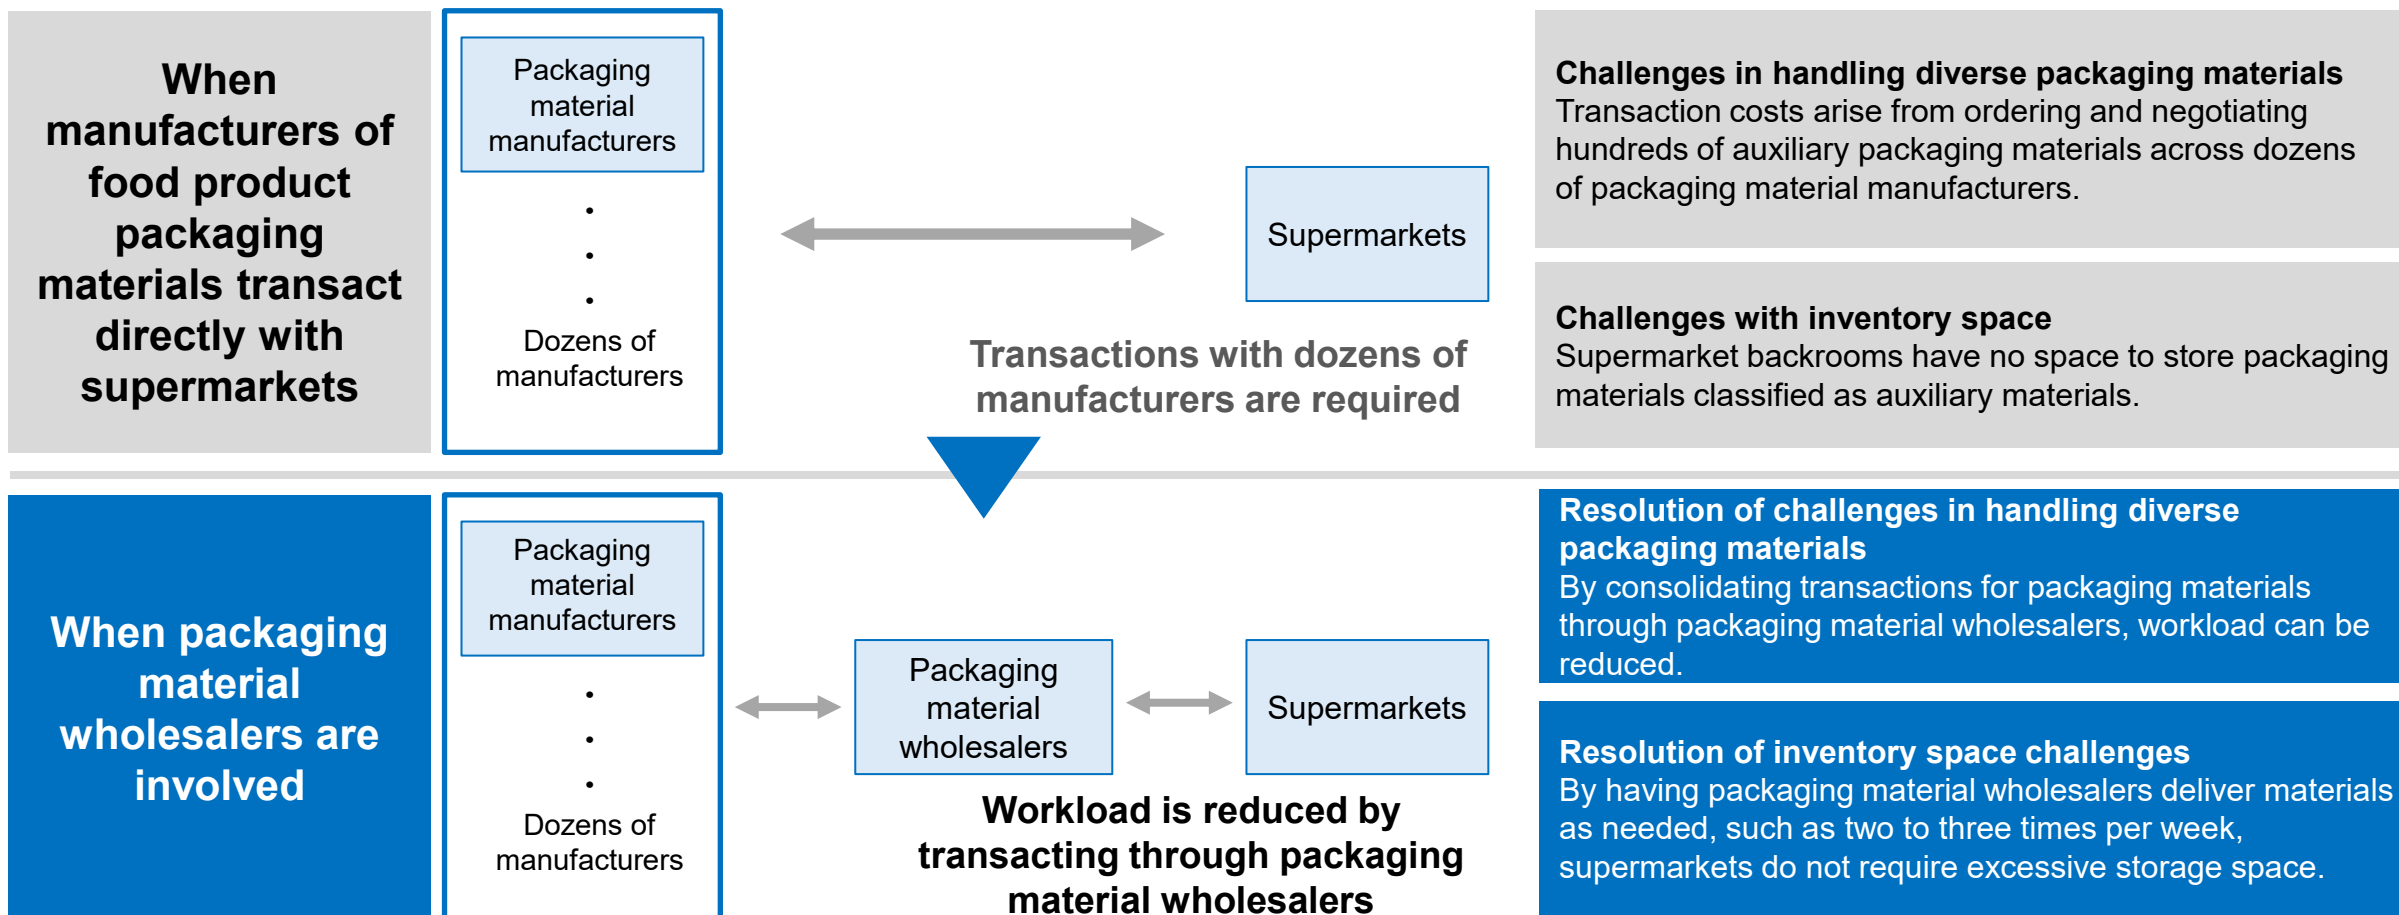 When
manufacturers of
food product
packaging
materials transact
directly with
supermarkets
Packaging
material
manufacturers
.
.
.
Dozens of
manufacturers
Supermarkets
Transactions with dozens of
manufacturers are required
Challenges in handling diverse packaging materials
Transaction costs arise from ordering and negotiating
hundreds of auxiliary packaging materials across dozens
of packaging material manufacturers.
Challenges with inventory space
Supermarket backrooms have no space to store packaging
materials classified as auxiliary materials.
When packaging
material
wholesalers are
involved
Packaging
material
manufacturers
.
.
.
Dozens of
manufacturers
Packaging
material
wholesalers
Supermarkets
Workload is reduced by
transacting through packaging
material wholesalers
Resolution of challenges in handling diverse
packaging materials
By consolidating transactions for packaging materials
through packaging material wholesalers, workload can be
reduced.
Resolution of inventory space challenges
By having packaging material wholesalers deliver materials
as needed, such as two to three times per week,
supermarkets do not require excessive storage space.